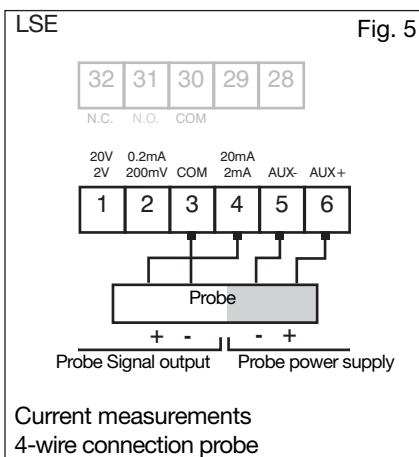 LSE Fig. 5
32 31 30 29 28
N.C. N.O. COM
20V 0.2mA 20mA
2V 200mV COM 2mA AUX- AUX+
1 2 3 4 5 6
Probe
+ - - +
Probe Signal output Probe power supply
Current measurements
4-wire connection probe